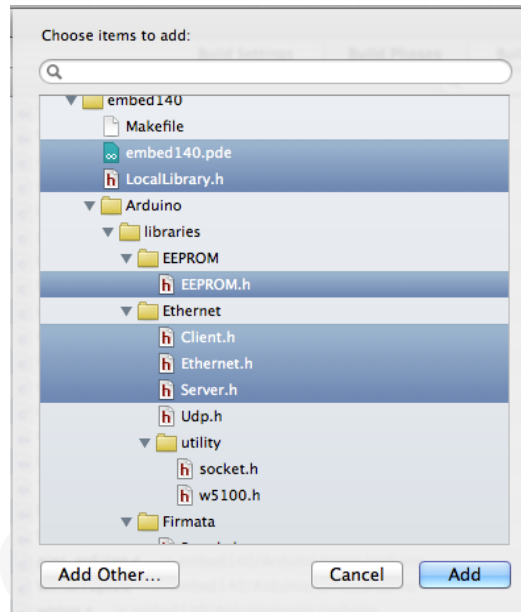 Choose items to add:
embed140
Makefile
embed140.pde
h LocalLibrary.h
Arduino
libraries
EEPROM
h EEPROM.h
Ethernet
h Client.h
h Ethernet.h
h Server.h
h Udp.h
utility
h socket.h
h w5100.h
Firmata
Add Other... Cancel Add